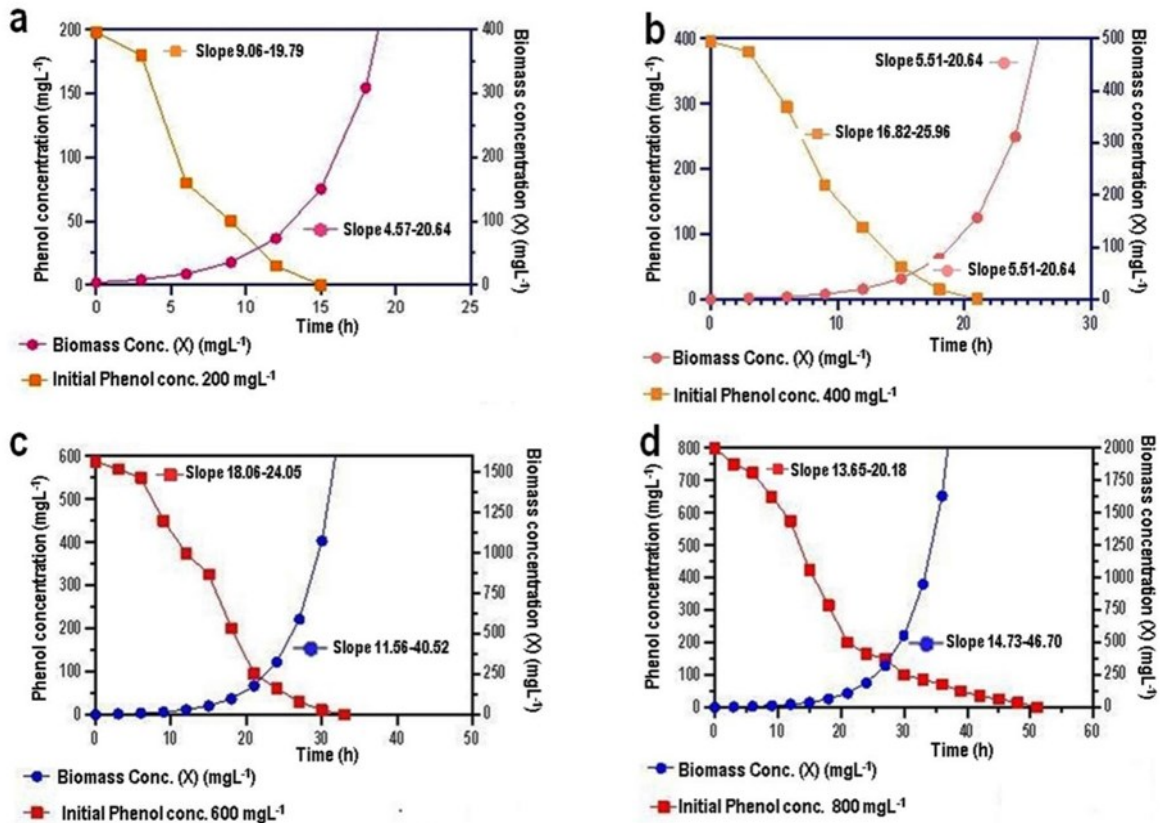 a
Phenol concentration (mgL⁻¹)
200
150
100
50
0
Slope 9.06-19.79
Slope 4.57-20.64
400
300
200
100
0
Biomass concentration (X) (mgL⁻¹)
0 5 10 15 20 25
Time (h)
Biomass Conc. (X) (mgL⁻¹)
Initial Phenol conc. 200 mgL⁻¹
b
Phenol concentration (mgL⁻¹)
400
300
200
100
0
Slope 5.51-20.64
Slope 16.82-25.96
Slope 5.51-20.64
500
400
300
200
100
0
Biomass concentration (X) (mgL⁻¹)
0 10 20 30
Time (h)
Biomass Conc. (X) (mgL⁻¹)
Initial Phenol conc. 400 mgL⁻¹
c
Phenol concentration (mgL⁻¹)
600
500
400
300
200
100
0
Slope 18.06-24.05
Slope 11.56-40.52
1500
1250
1000
750
500
250
0
Biomass concentration (X) (mgL⁻¹)
0 10 20 30 40 50
Time (h)
Biomass Conc. (X) (mgL⁻¹)
Initial Phenol conc. 600 mgL⁻¹
d
Phenol concentration (mgL⁻¹)
800
700
600
500
400
300
200
100
0
Slope 13.65-20.18
Slope 14.73-46.70
2000
1750
1500
1250
1000
750
500
250
0
Biomass concentration (X) (mgL⁻¹)
0 10 20 30 40 50 60
Time (h)
Biomass Conc. (X) (mgL⁻¹)
Initial Phenol conc. 800 mgL⁻¹